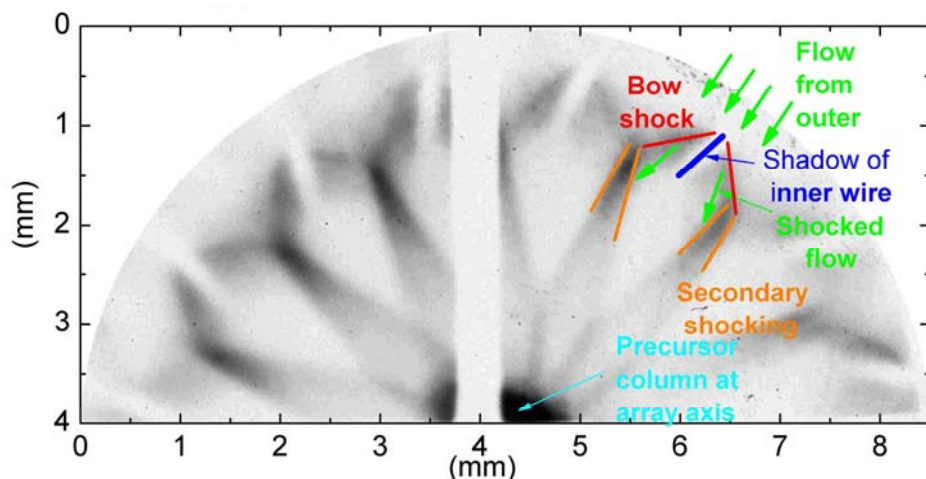 0
1
2
3
4
(mm)
Flow
from
outer
Bow
shock
Shadow of
inner wire
Shocked
flow
Secondary
shocking
Precursor
column at
array axis
0 1 2 3 4 5 6 7 8
(mm)